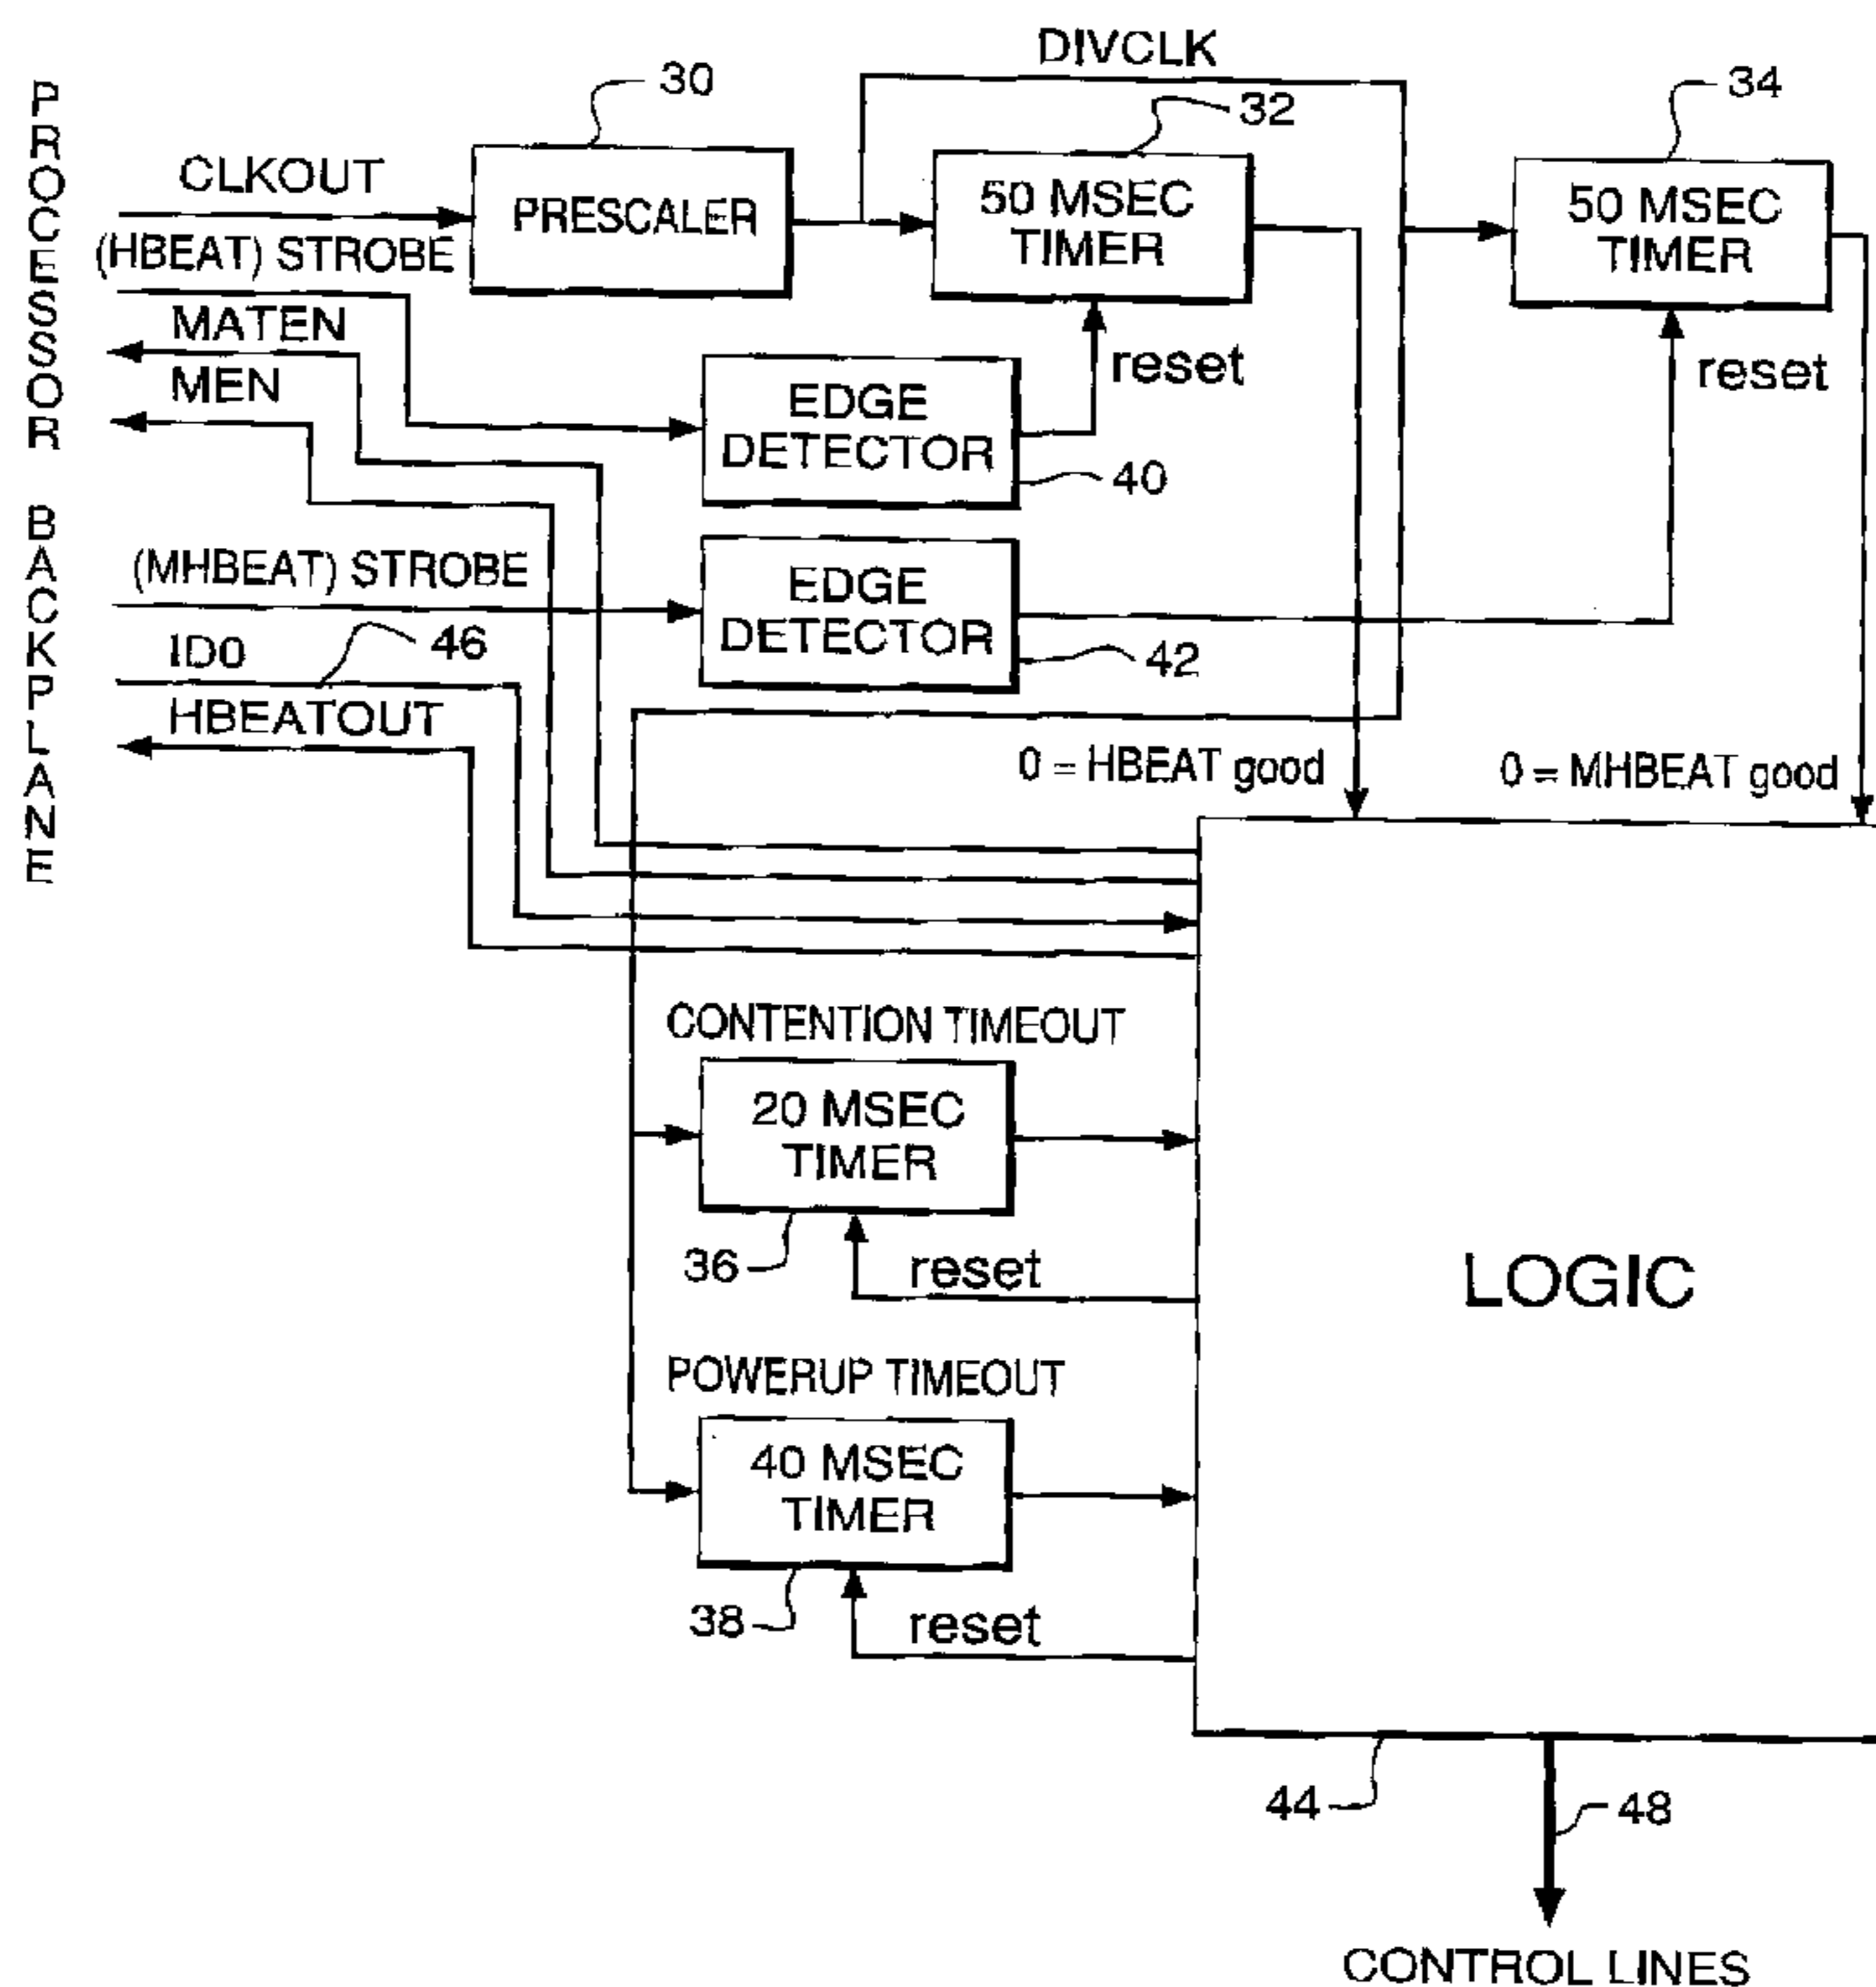 PROCESSOR BACKPLANE
DIVCLK
30
32
34
CLKOUT
PRESCALER
50 MSEC
TIMER
50 MSEC
TIMER
(HBEAT) STROBE
MATEN
reset
reset
MEN
EDGE
DETECTOR
40
(MHBEAT) STROBE
EDGE
DETECTOR
42
ID0
46
HBEATOUT
0 = HBEAT good
0 = MHBEAT good
CONTENTION TIMEOUT
20 MSEC
TIMER
36
reset
LOGIC
POWERUP TIMEOUT
40 MSEC
TIMER
38
reset
44
48
CONTROL LINES